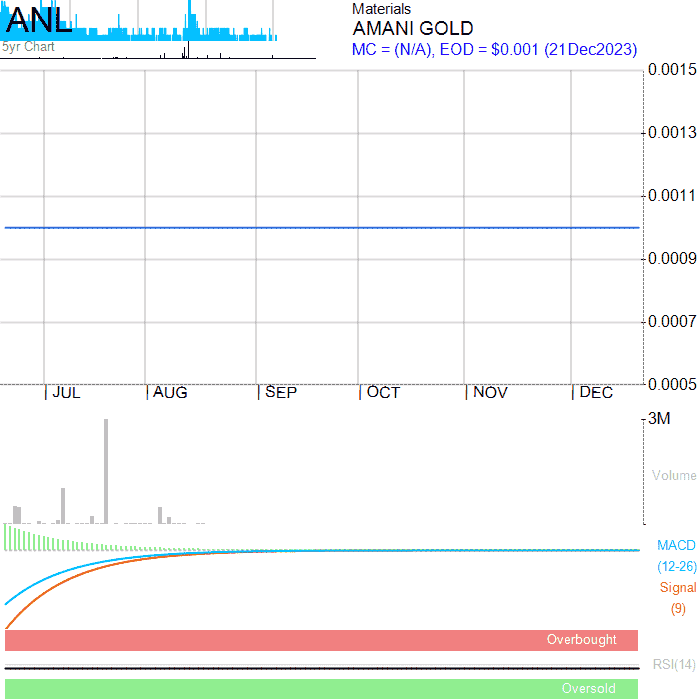 ANL
5yr Chart
Materials
AMANI GOLD
MC = (N/A), EOD = $0.001 (21Dec2023)
0.0015
0.0013
0.0011
0.0009
0.0007
0.0005
JUL AUG SEP OCT NOV DEC
3M
Volume
MACD
(12-26)
Signal
(9)
Overbought
RSI(14)
Oversold